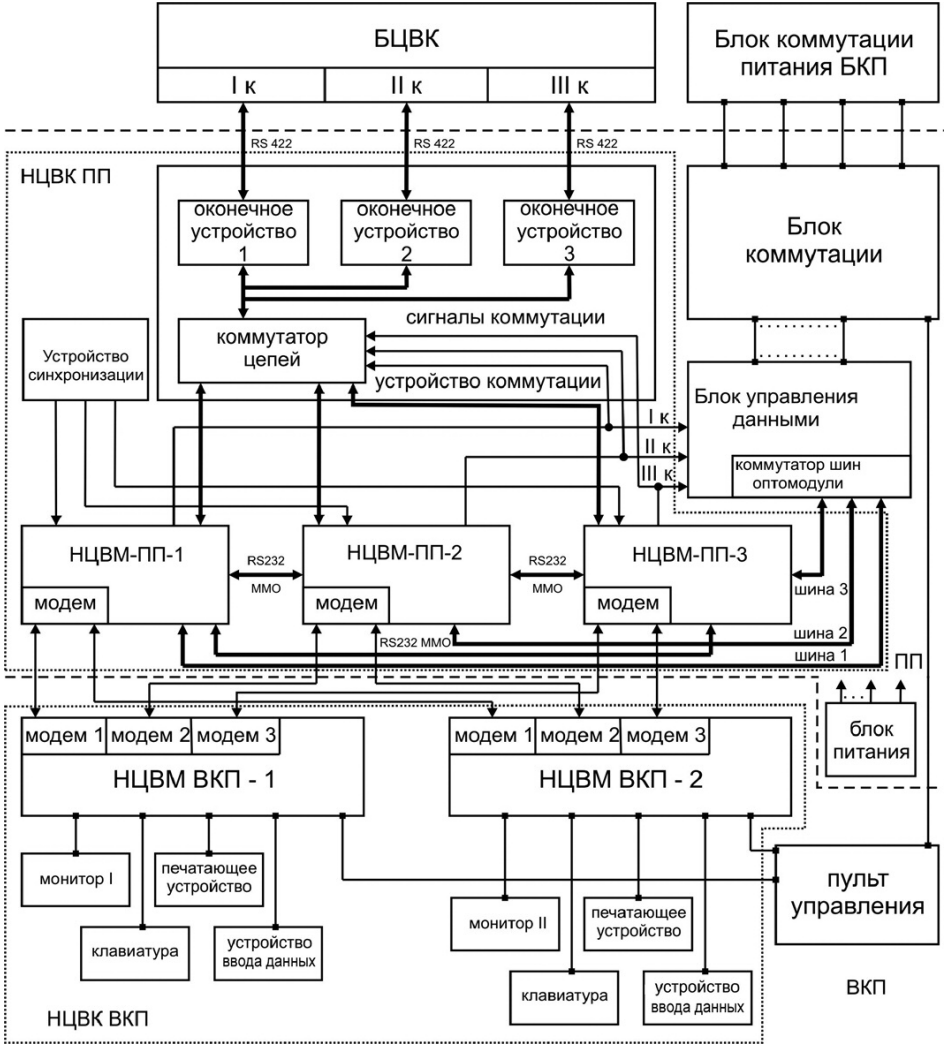 БЦВК
I к
II к
III к
Блок коммутации
питания БКП
RS 422
RS 422
RS 422
НЦВК ПП
оконечное
устройство
1
оконечное
устройство
2
оконечное
устройство
3
Блок
коммутации
коммутатор
цепей
сигналы коммутации
устройство коммутации
Устройство
синхронизации
Блок управления
данными
коммутатор шин
оптомодули
I к
II к
III к
НЦВМ-ПП-1
модем
RS232
ММО
НЦВМ-ПП-2
модем
RS232
ММО
НЦВМ-ПП-3
модем
RS232 ММО
шина 3
шина 2
шина 1
ПП
блок
питания
модем 1
модем 2
модем 3
НЦВМ ВКП - 1
модем 1
модем 2
модем 3
НЦВМ ВКП - 2
монитор I
печатающее
устройство
клавиатура
устройство
ввода данных
монитор II
печатающее
устройство
клавиатура
устройство
ввода данных
пульт
управления
ВКП
НЦВК ВКП